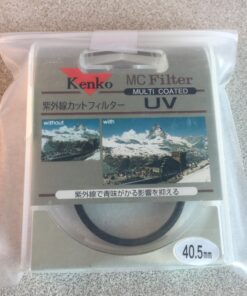 Kenko
MC Filter
MULTI COATED
紫外線カットフィルター
UV
without
with
紫外線で青味がかる影響を抑える
40.5mm